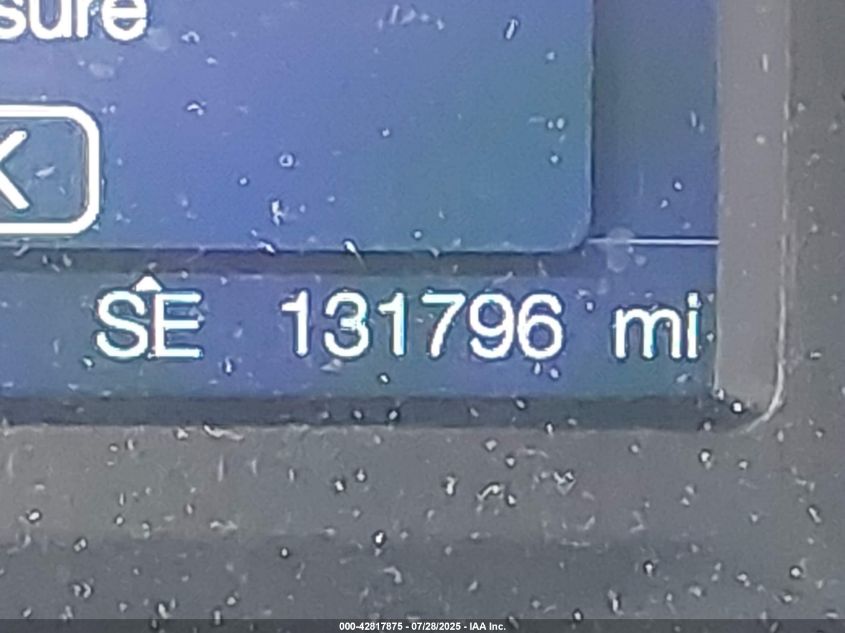 sure
K
SE 131796 mi
000-42817875 - 07/28/2025 - IAA Inc.